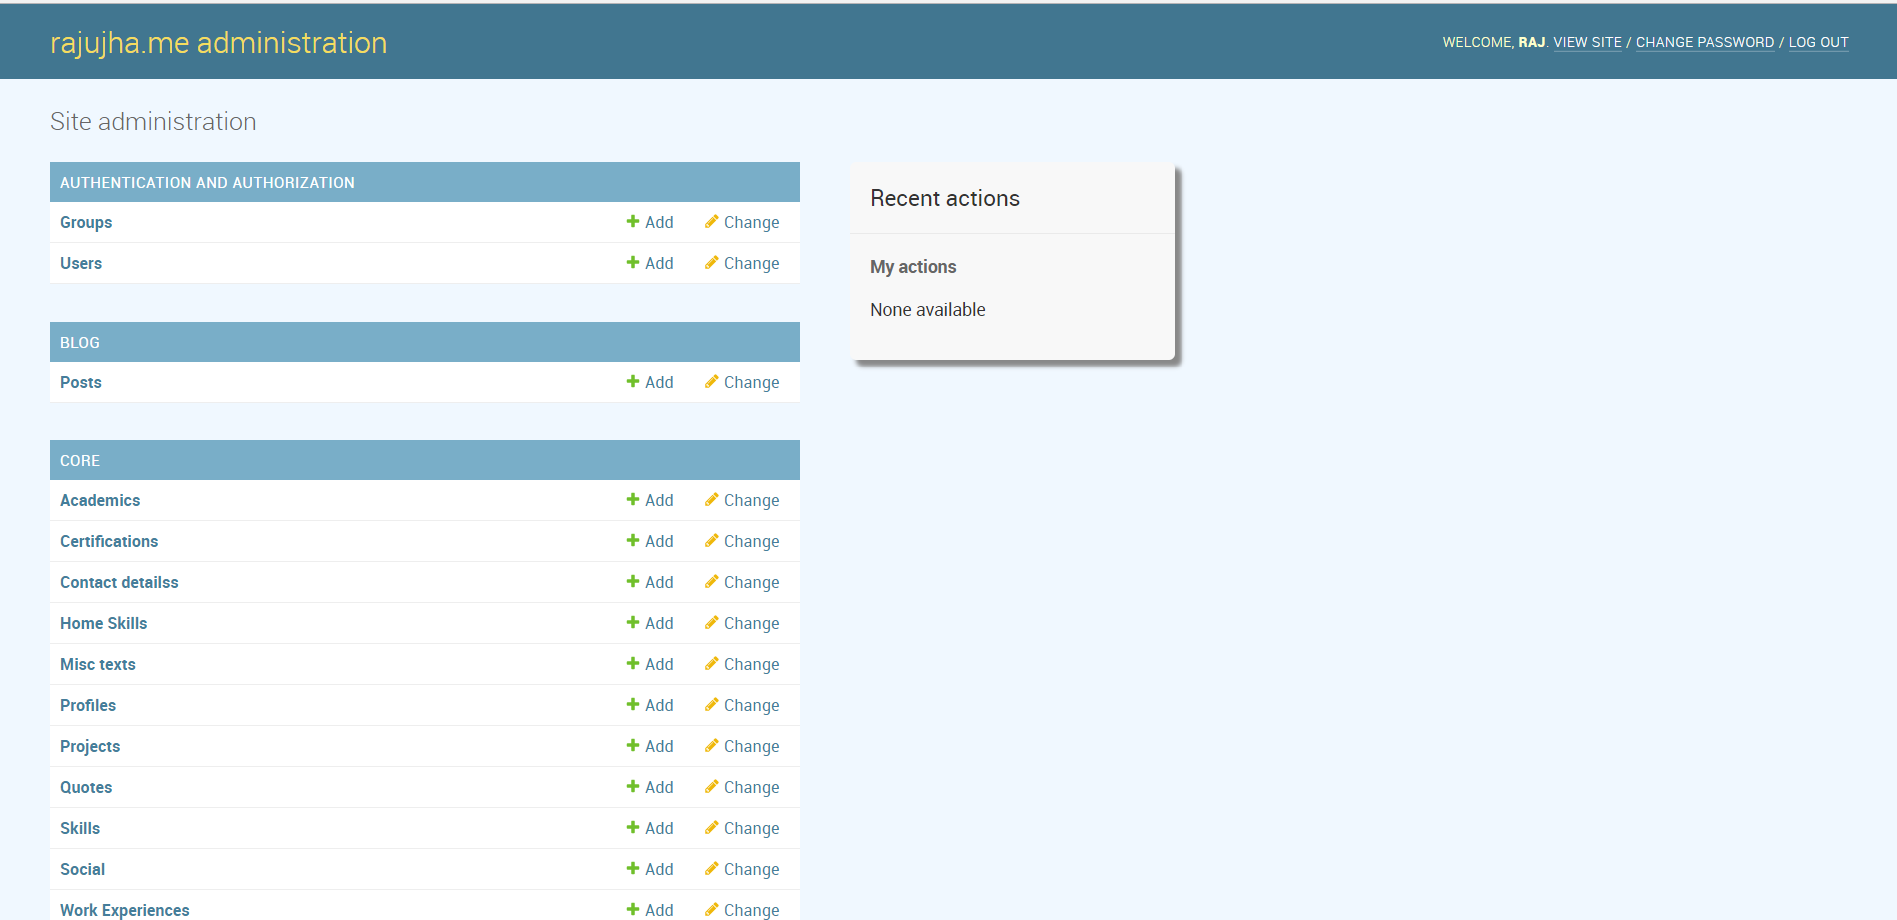 rajujha.me administration
WELCOME, RAJ. VIEW SITE / CHANGE PASSWORD / LOG OUT
Site administration
AUTHENTICATION AND AUTHORIZATION
Groups Add Change
Users Add Change
BLOG
Posts Add Change
CORE
Academics Add Change
Certifications Add Change
Contact detailss Add Change
Home Skills Add Change
Misc texts Add Change
Profiles Add Change
Projects Add Change
Quotes Add Change
Skills Add Change
Social Add Change
Work Experiences Add Change
Recent actions
My actions
None available